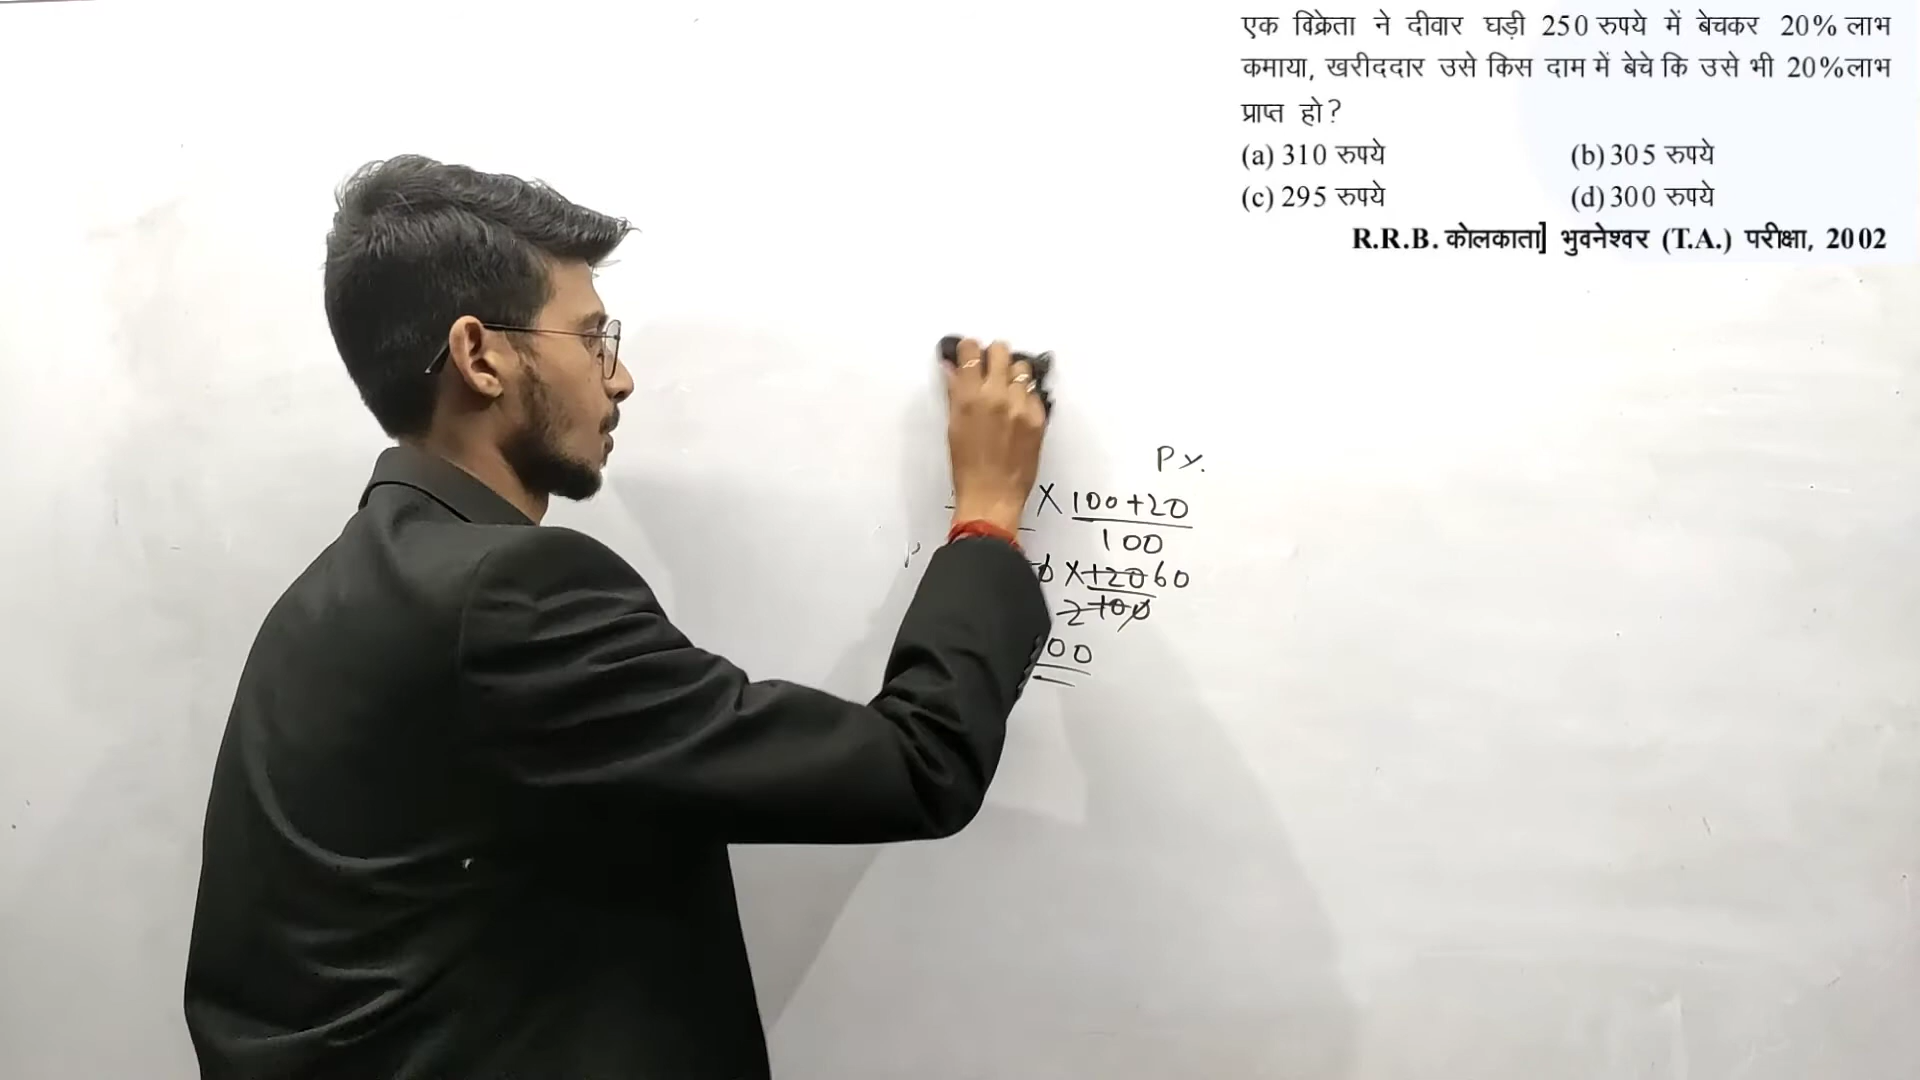 एक विक्रेता ने दीवार घड़ी 250 रुपये में बेचकर 20% लाभ
कमाया, खरीददार उसे किस दाम में बेचे कि उसे भी 20%लाभ
प्राप्त हो?
(a) 310 रुपये (b) 305 रुपये
(c) 295 रुपये (d) 300 रुपये
R.R.B. कोलकाता] भुवनेश्वर (T.A.) परीक्षा, 2002
P %.
X 100+20
100
X 120 60
2 100
00